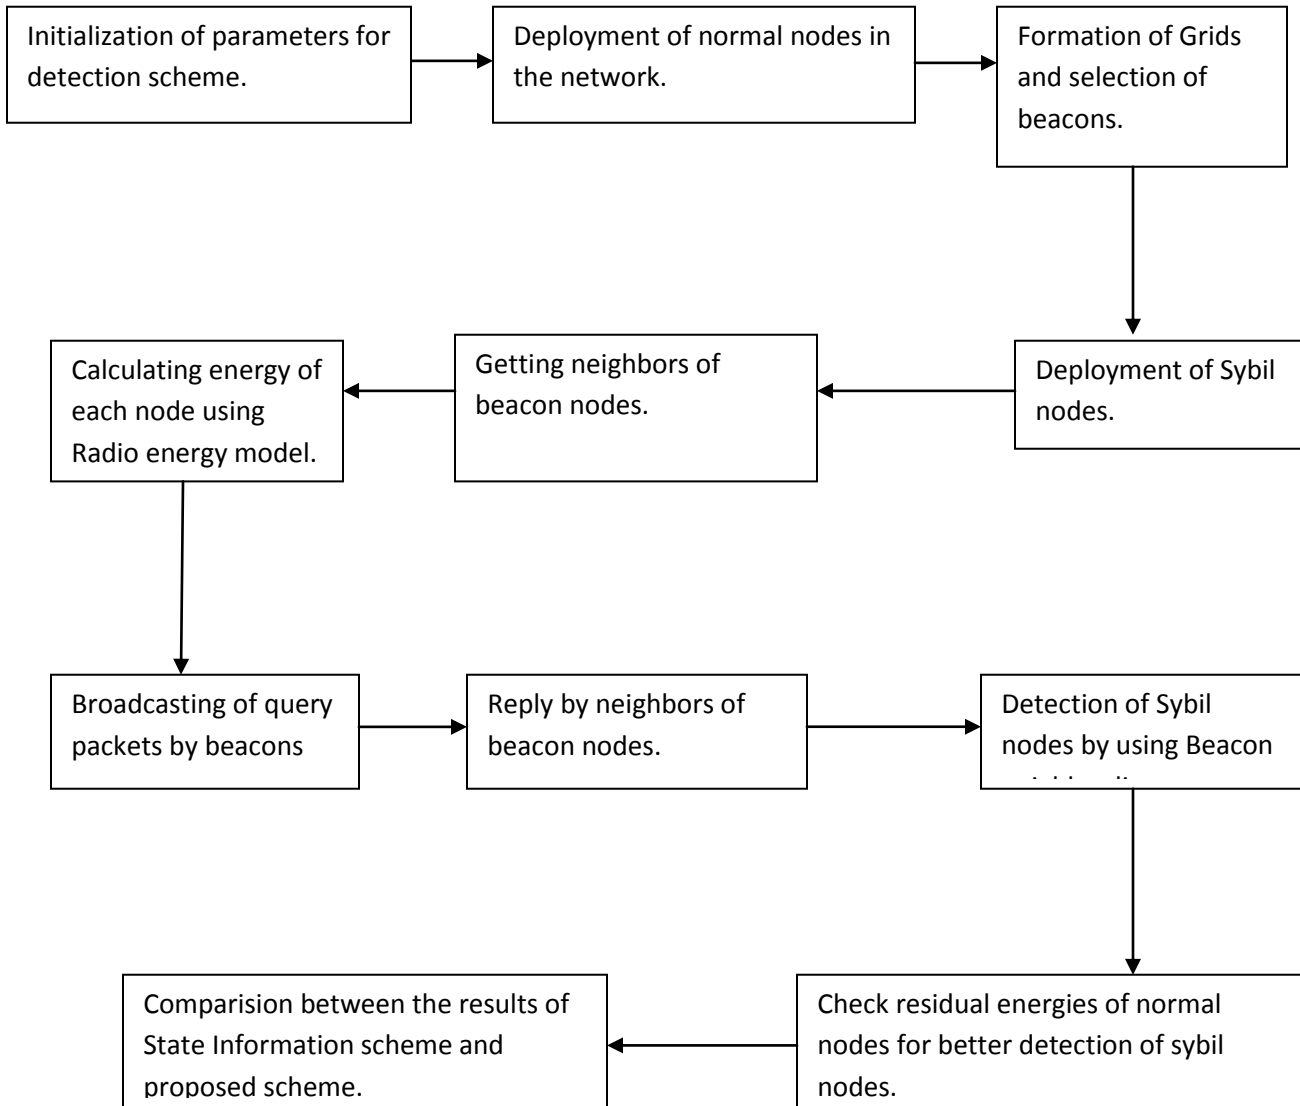 Initialization of parameters for
detection scheme.
Deployment of normal nodes in
the network.
Formation of Grids
and selection of
beacons.
Deployment of Sybil
nodes.
Getting neighbors of
beacon nodes.
Calculating energy of
each node using
Radio energy model.
Broadcasting of query
packets by beacons
Reply by neighbors of
beacon nodes.
Detection of Sybil
nodes by using Beacon
Check residual energies of normal
nodes for better detection of sybil
nodes.
Comparision between the results of
State Information scheme and
proposed scheme.